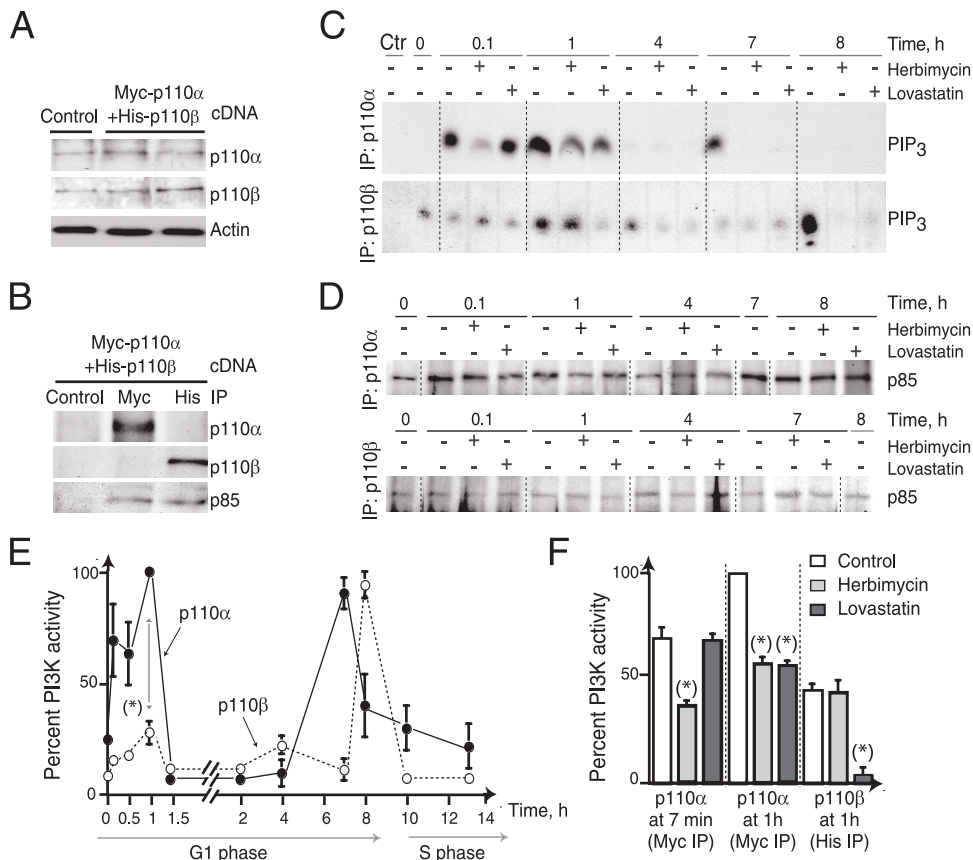 A
Myc-p110α
Control +His-p110β cDNA
p110α
p110β
Actin
B
Myc-p110α
+His-p110β cDNA
Control Myc His IP
p110α
p110β
p85
C
Ctr 0 0.1 1 4 7 8 Time, h
- - - + - - + - - + - - + - - + - Herbimycin
- - - - + - - + - - + - - + - - + Lovastatin
IP: p110α
PIP3
IP: p110β
PIP3
D
0 0.1 1 4 7 8 Time, h
- - + - - + - - + - - - + - Herbimycin
- - - + - - + - - + - - - + Lovastatin
IP: p110α
p85
0 0.1 1 4 7 8 Time, h
- - + - - + - - + - - + - - Herbimycin
- - - + - - + - - + - - + - Lovastatin
IP: p110β
p85
E
Percent PI3K activity
100
50
0
p110α
(*)
p110β
0 0.5 1 1.5 2 4 6 8 10 12 14 Time, h
G1 phase S phase
F
Percent PI3K activity
100
50
0
Control
Herbimycin
Lovastatin
(*) (*) (*) (*)
p110α p110α p110β
at 7 min at 1h at 1h
(Myc IP) (Myc IP) (His IP)